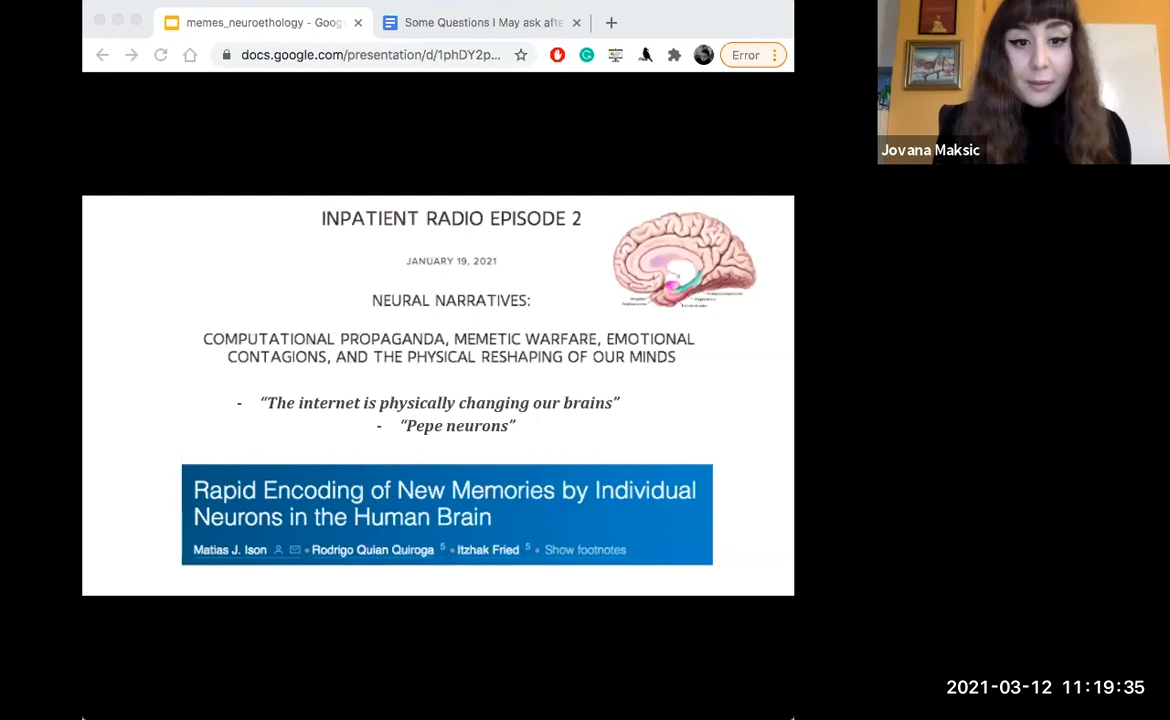 memes_neuroethology - Goog
Some Questions I May ask afte
docs.google.com/presentation/d/1phDY2p...
Error
Jovana Maksic
INPATIENT RADIO EPISODE 2
JANUARY 19, 2021
NEURAL NARRATIVES:
COMPUTATIONAL PROPAGANDA, MEMETIC WARFARE, EMOTIONAL
CONTAGIONS, AND THE PHYSICAL RESHAPING OF OUR MINDS
- “The internet is physically changing our brains”
- “Pepe neurons”
Rapid Encoding of New Memories by Individual
Neurons in the Human Brain
Matias J. Ison • Rodrigo Quian Quiroga 5 • Itzhak Fried 5 • Show footnotes
2021-03-12 11:19:35